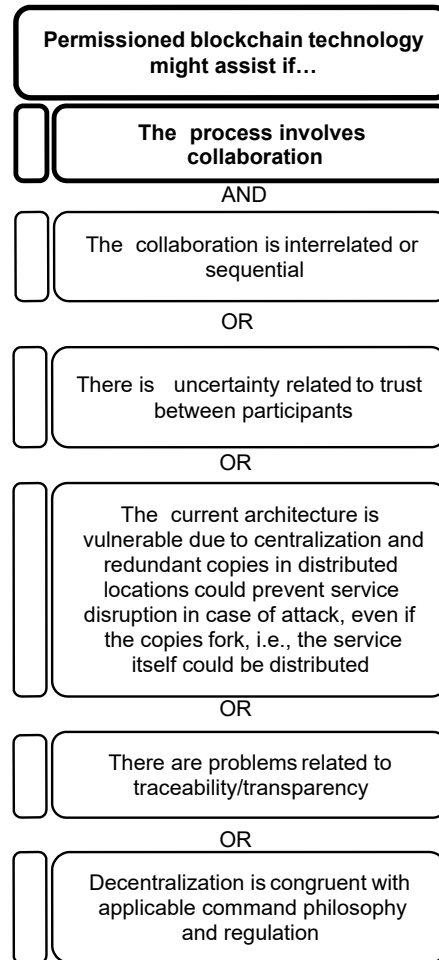 Permissioned blockchain technology
might assist if…
The process involves
collaboration
AND
The collaboration is interrelated or
sequential
OR
There is uncertainty related to trust
between participants
OR
The current architecture is
vulnerable due to centralization and
redundant copies in distributed
locations could prevent service
disruption in case of attack, even if
the copies fork, i.e., the service
itself could be distributed
OR
There are problems related to
traceability/transparency
OR
Decentralization is congruent with
applicable command philosophy
and regulation